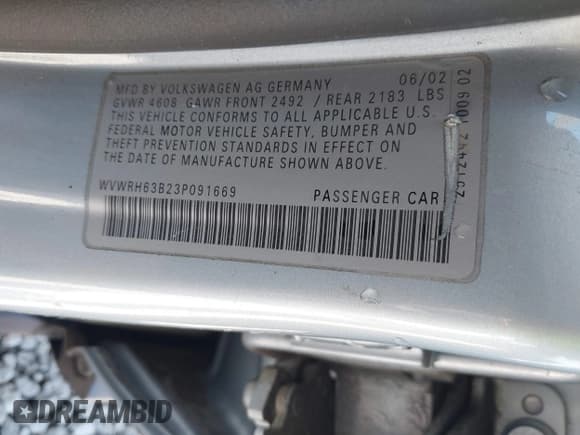 MFD BY VOLKSWAGEN AG GERMANY 06/02
GVWR 4608 GAWR FRONT 2492 / REAR 2183 LBS
THIS VEHICLE CONFORMS TO ALL APPLICABLE U.S.
FEDERAL MOTOR VEHICLE SAFETY, BUMPER AND
THEFT PREVENTION STANDARDS IN EFFECT ON
THE DATE OF MANUFACTURE SHOWN ABOVE.
WVWRH63B23P091669 PASSENGER CAR
DREAMBID